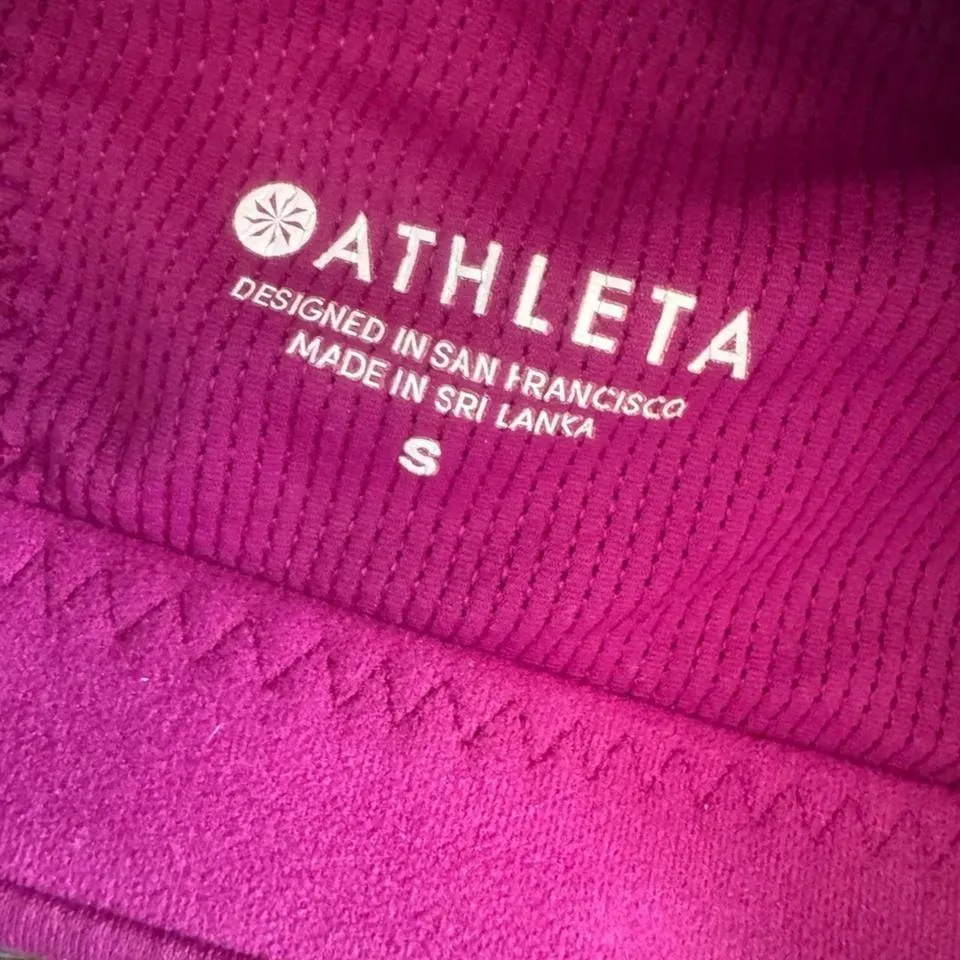 ATHLETA
DESIGNED IN SAN FRANCISCO
MADE IN SRI LANKA
S